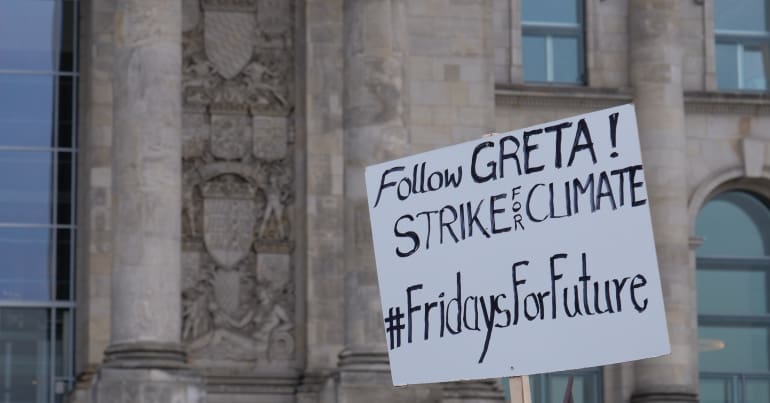 Follow GRETA!
STRIKE FOR CLIMATE
#FridaysForFuture